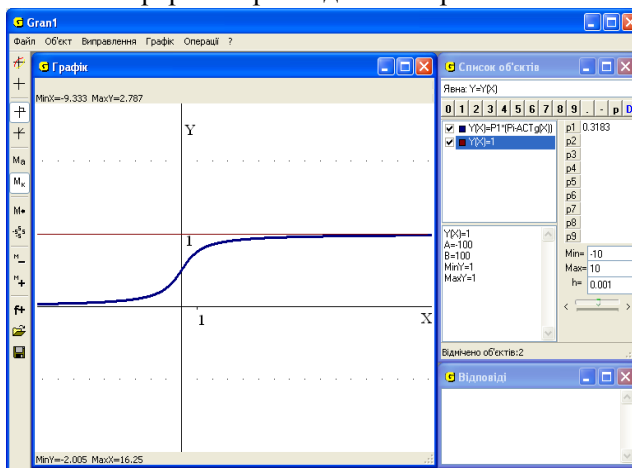 Gran1
Файл Об'єкт Виправлення Графік Операції ?
Графік
MinX=-9.333 MaxY=2.787
Y
1
1
X
MinY=-2.005 MaxX=16.25
Список об'єктів
Явна: Y=Y(X)
0 1 2 3 4 5 6 7 8 9 . - p D
Y(X)=P1*(Pi-ACTg(X))
Y(X)=1
p1 0.3183
p2
p3
p4
p5
p6
p7
p8
p9
Y(X)=1
A=-100
B=100
MinY=1
MaxY=1
Min= -10
Max= 10
h= 0.001
Відмічено об'єктів:2
Відповіді